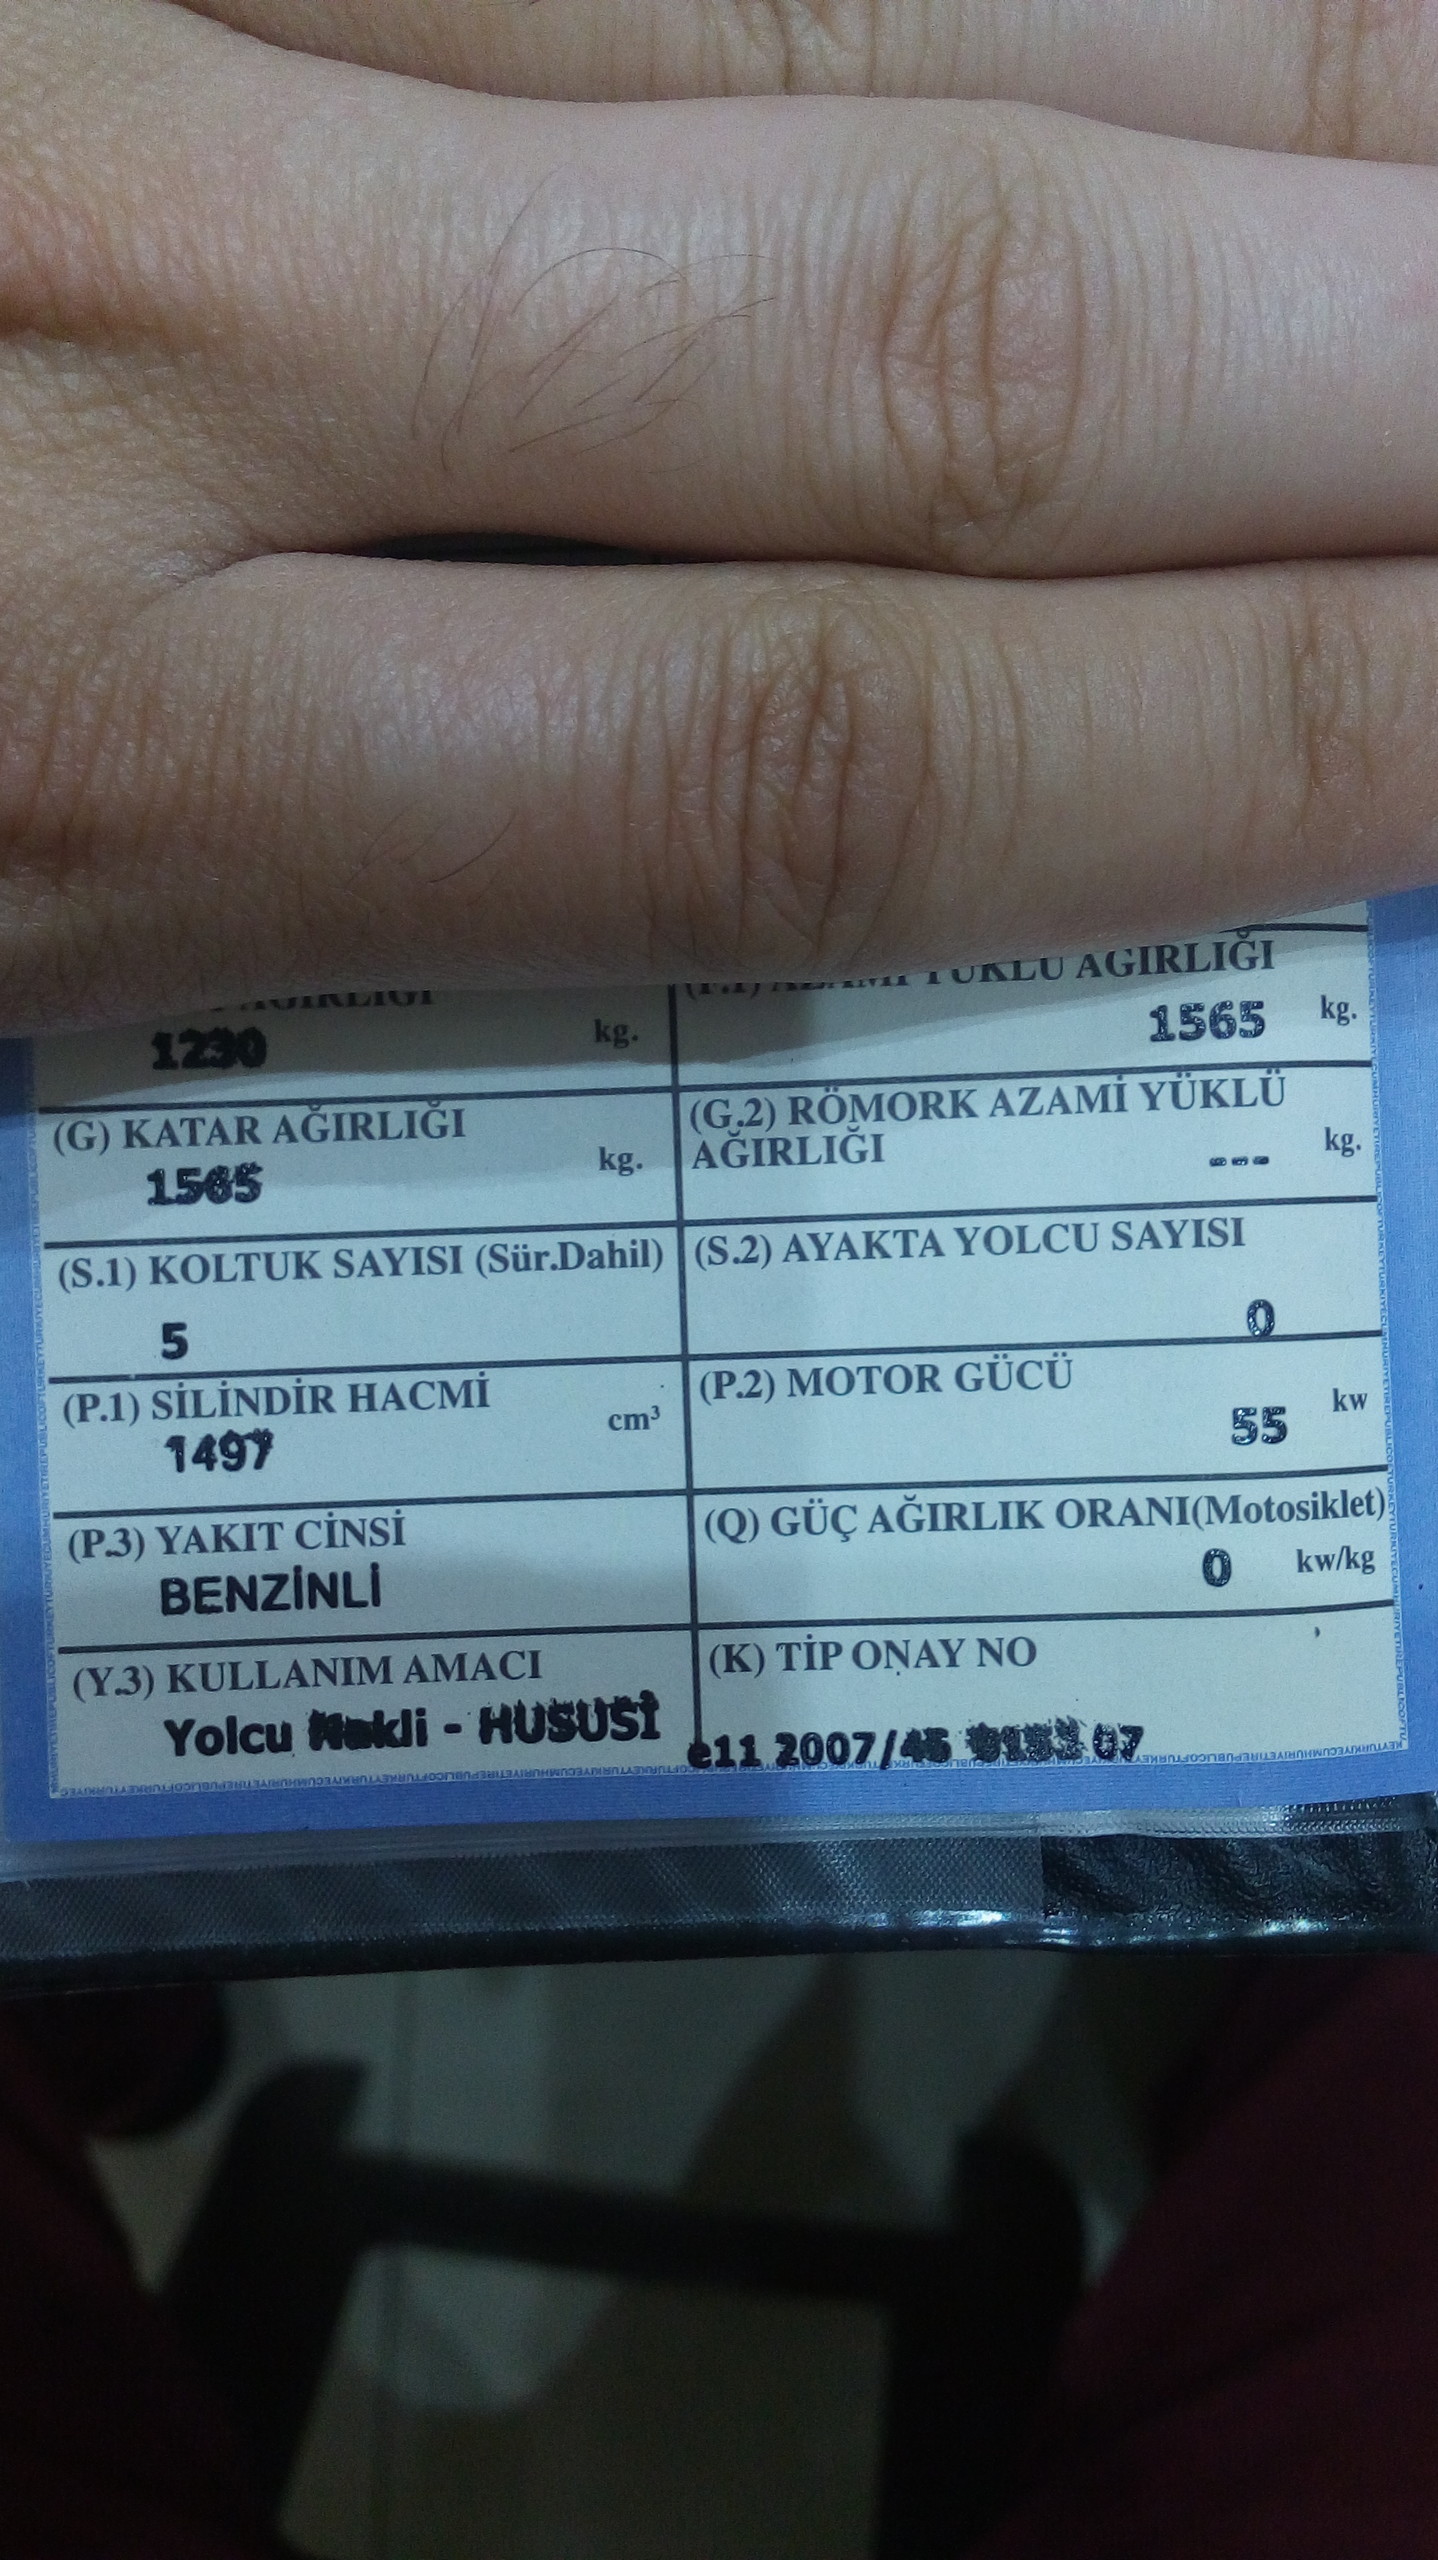 AĞIRLIĞI
(F.1) AZAMİ YÜKLÜ AĞIRLIĞI
1230 kg.
1565 kg.
(G) KATAR AĞIRLIĞI
kg.
1565
(G.2) RÖMORK AZAMİ YÜKLÜ
AĞIRLIĞI
--- kg.
(S.1) KOLTUK SAYISI (Sür.Dahil)
5
(S.2) AYAKTA YOLCU SAYISI
0
(P.1) SİLİNDİR HACMİ
cm³
1497
(P.2) MOTOR GÜCÜ
55 kw
(P.3) YAKIT CİNSİ
BENZİNLİ
(Q) GÜÇ AĞIRLIK ORANI(Motosiklet)
0 kw/kg
(Y.3) KULLANIM AMACI
Yolcu Nakli - HUSUSİ
(K) TİP ONAY NO
e11 2007/46 07